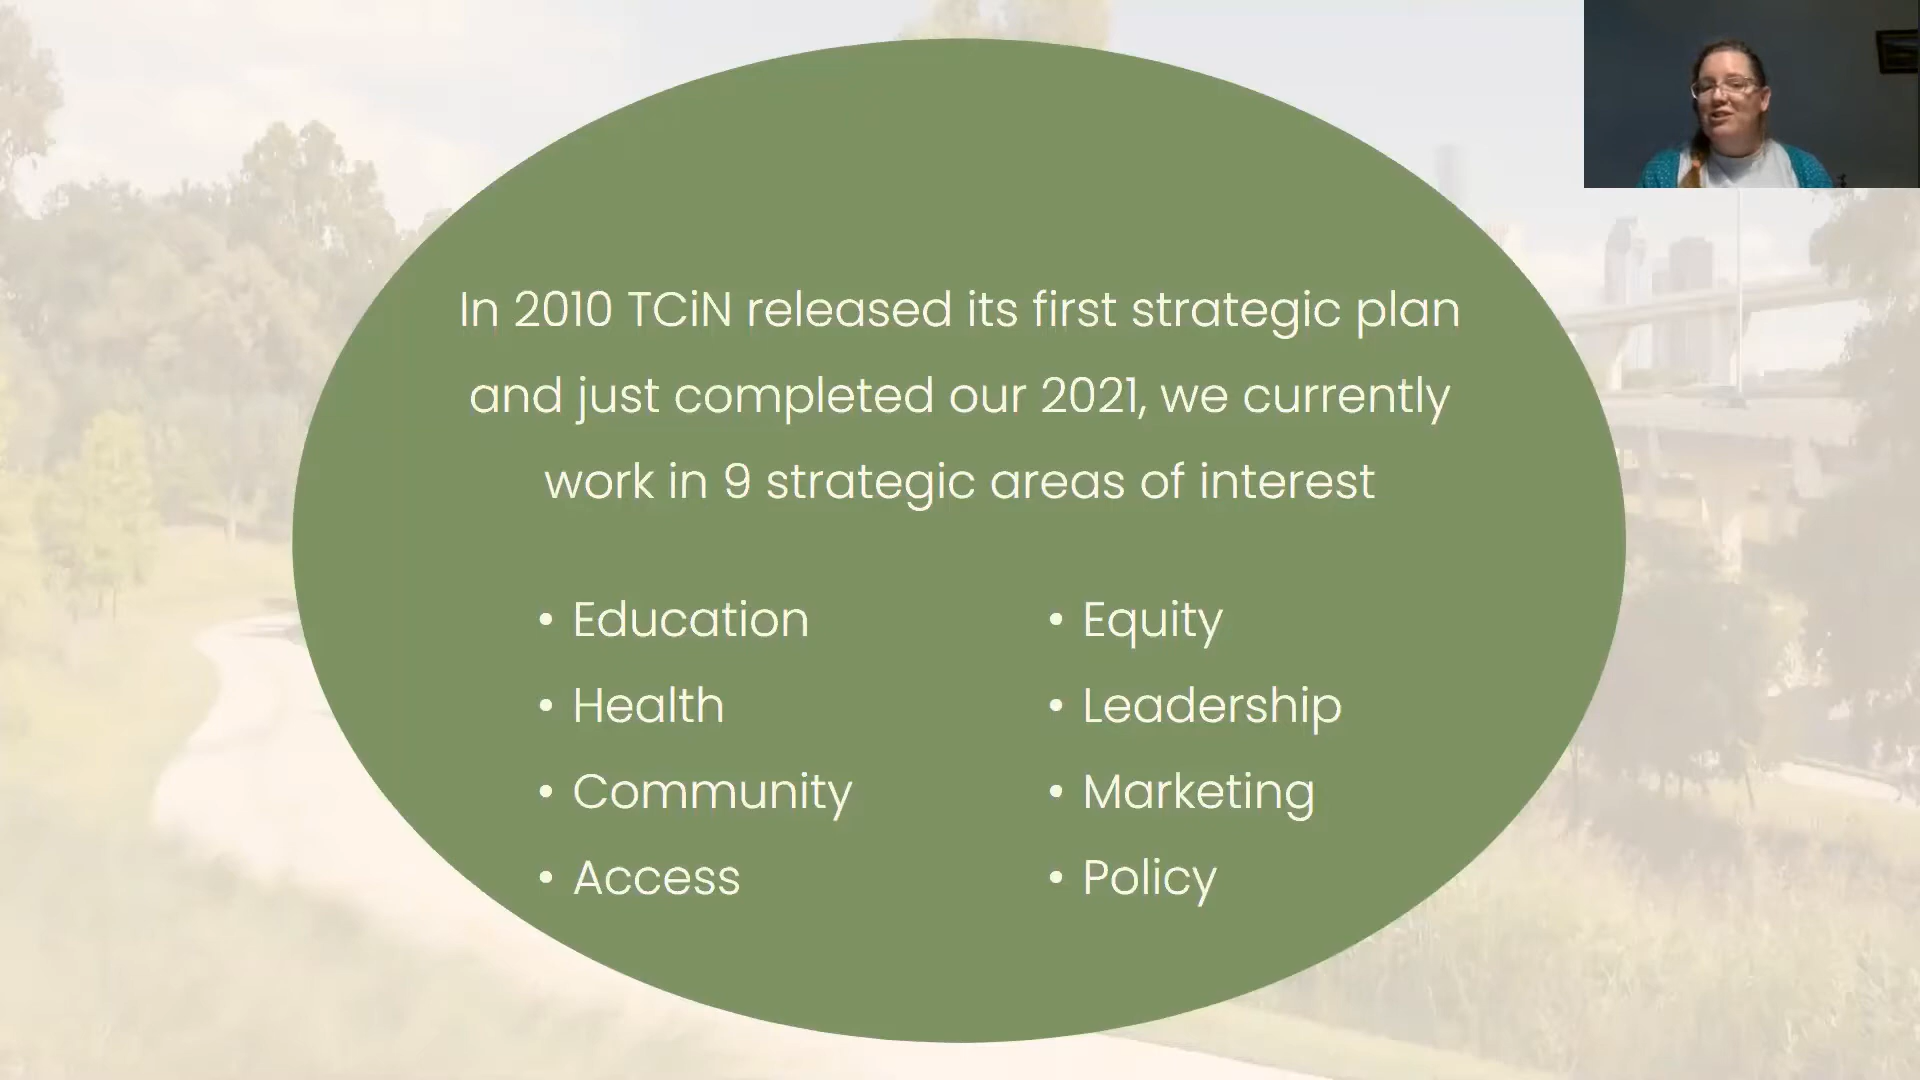 In 2010 TCiN released its first strategic plan
and just completed our 2021, we currently
work in 9 strategic areas of interest
• Education
• Health
• Community
• Access
• Equity
• Leadership
• Marketing
• Policy